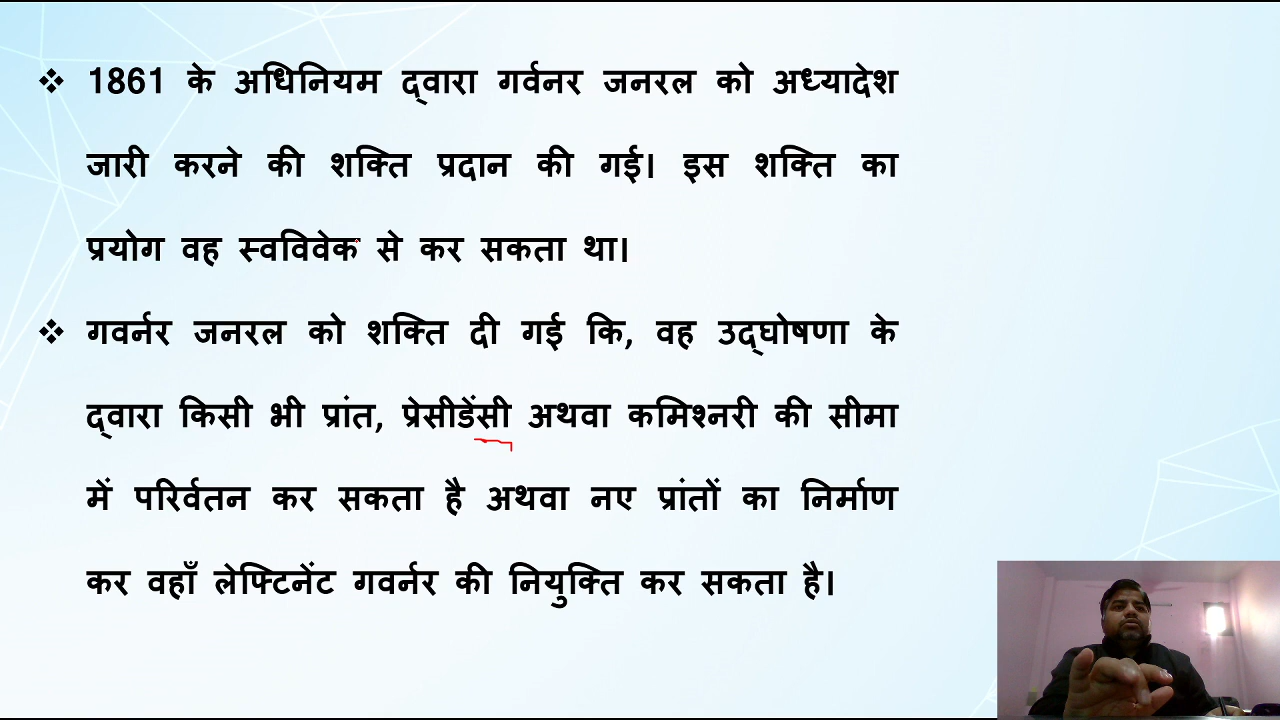 ❖ 1861 के अधिनियम द्वारा गर्वनर जनरल को अध्यादेश
जारी करने की शक्ति प्रदान की गई। इस शक्ति का
प्रयोग वह स्वविवेक से कर सकता था।
❖ गवर्नर जनरल को शक्ति दी गई कि, वह उद्घोषणा के
द्वारा किसी भी प्रांत, प्रेसीडेंसी अथवा कमिश्नरी की सीमा
में परिर्वतन कर सकता है अथवा नए प्रांतों का निर्माण
कर वहाँ लेफ्टिनेंट गवर्नर की नियुक्ति कर सकता है।